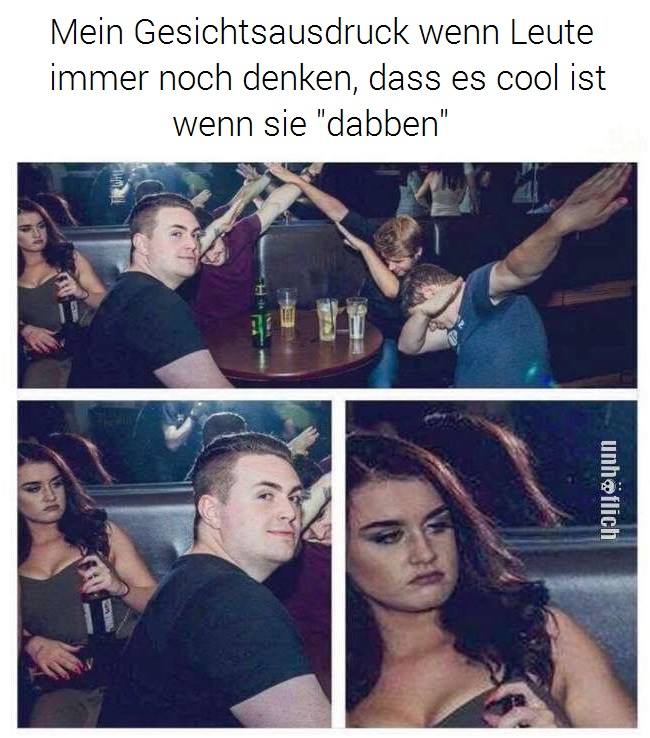 Mein Gesichtsausdruck wenn Leute
immer noch denken, dass es cool ist
wenn sie "dabben"
unhöflich